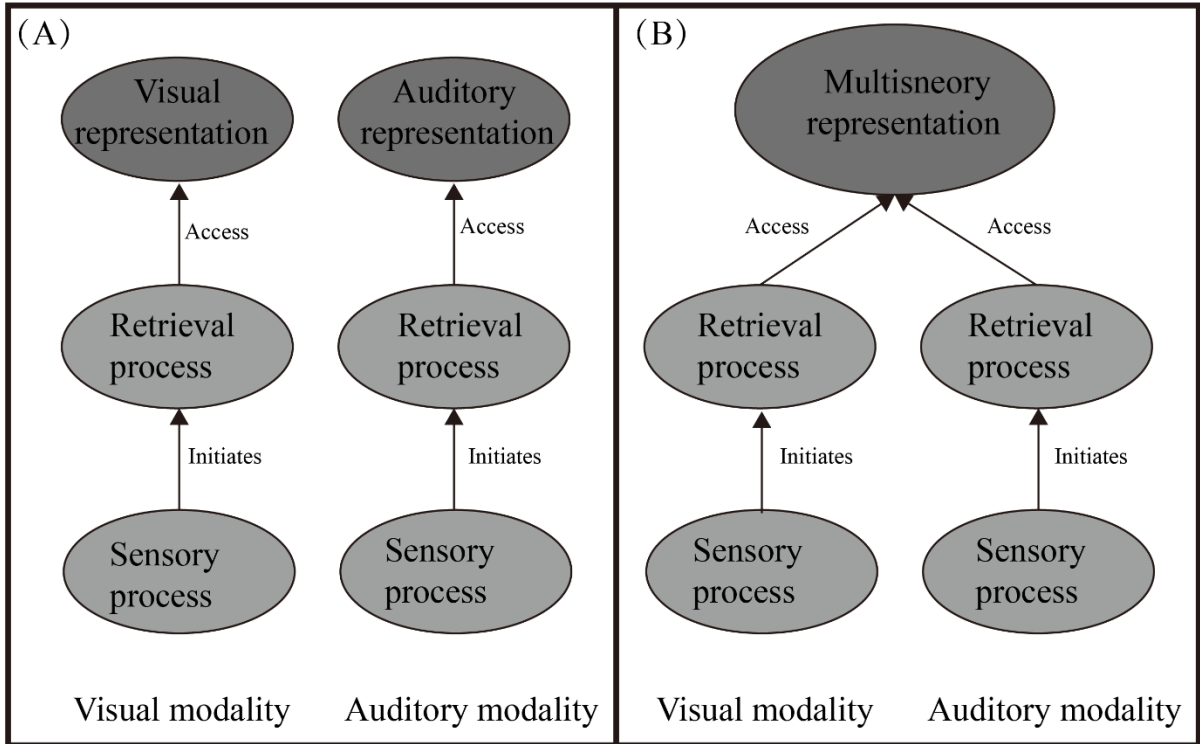 (A)
Visual
representation
Auditory
representation
Access
Access
Retrieval
process
Retrieval
process
Initiates
Initiates
Sensory
process
Sensory
process
Visual modality
Auditory modality
(B)
Multisneory
representation
Access
Access
Retrieval
process
Retrieval
process
Initiates
Initiates
Sensory
process
Sensory
process
Visual modality
Auditory modality